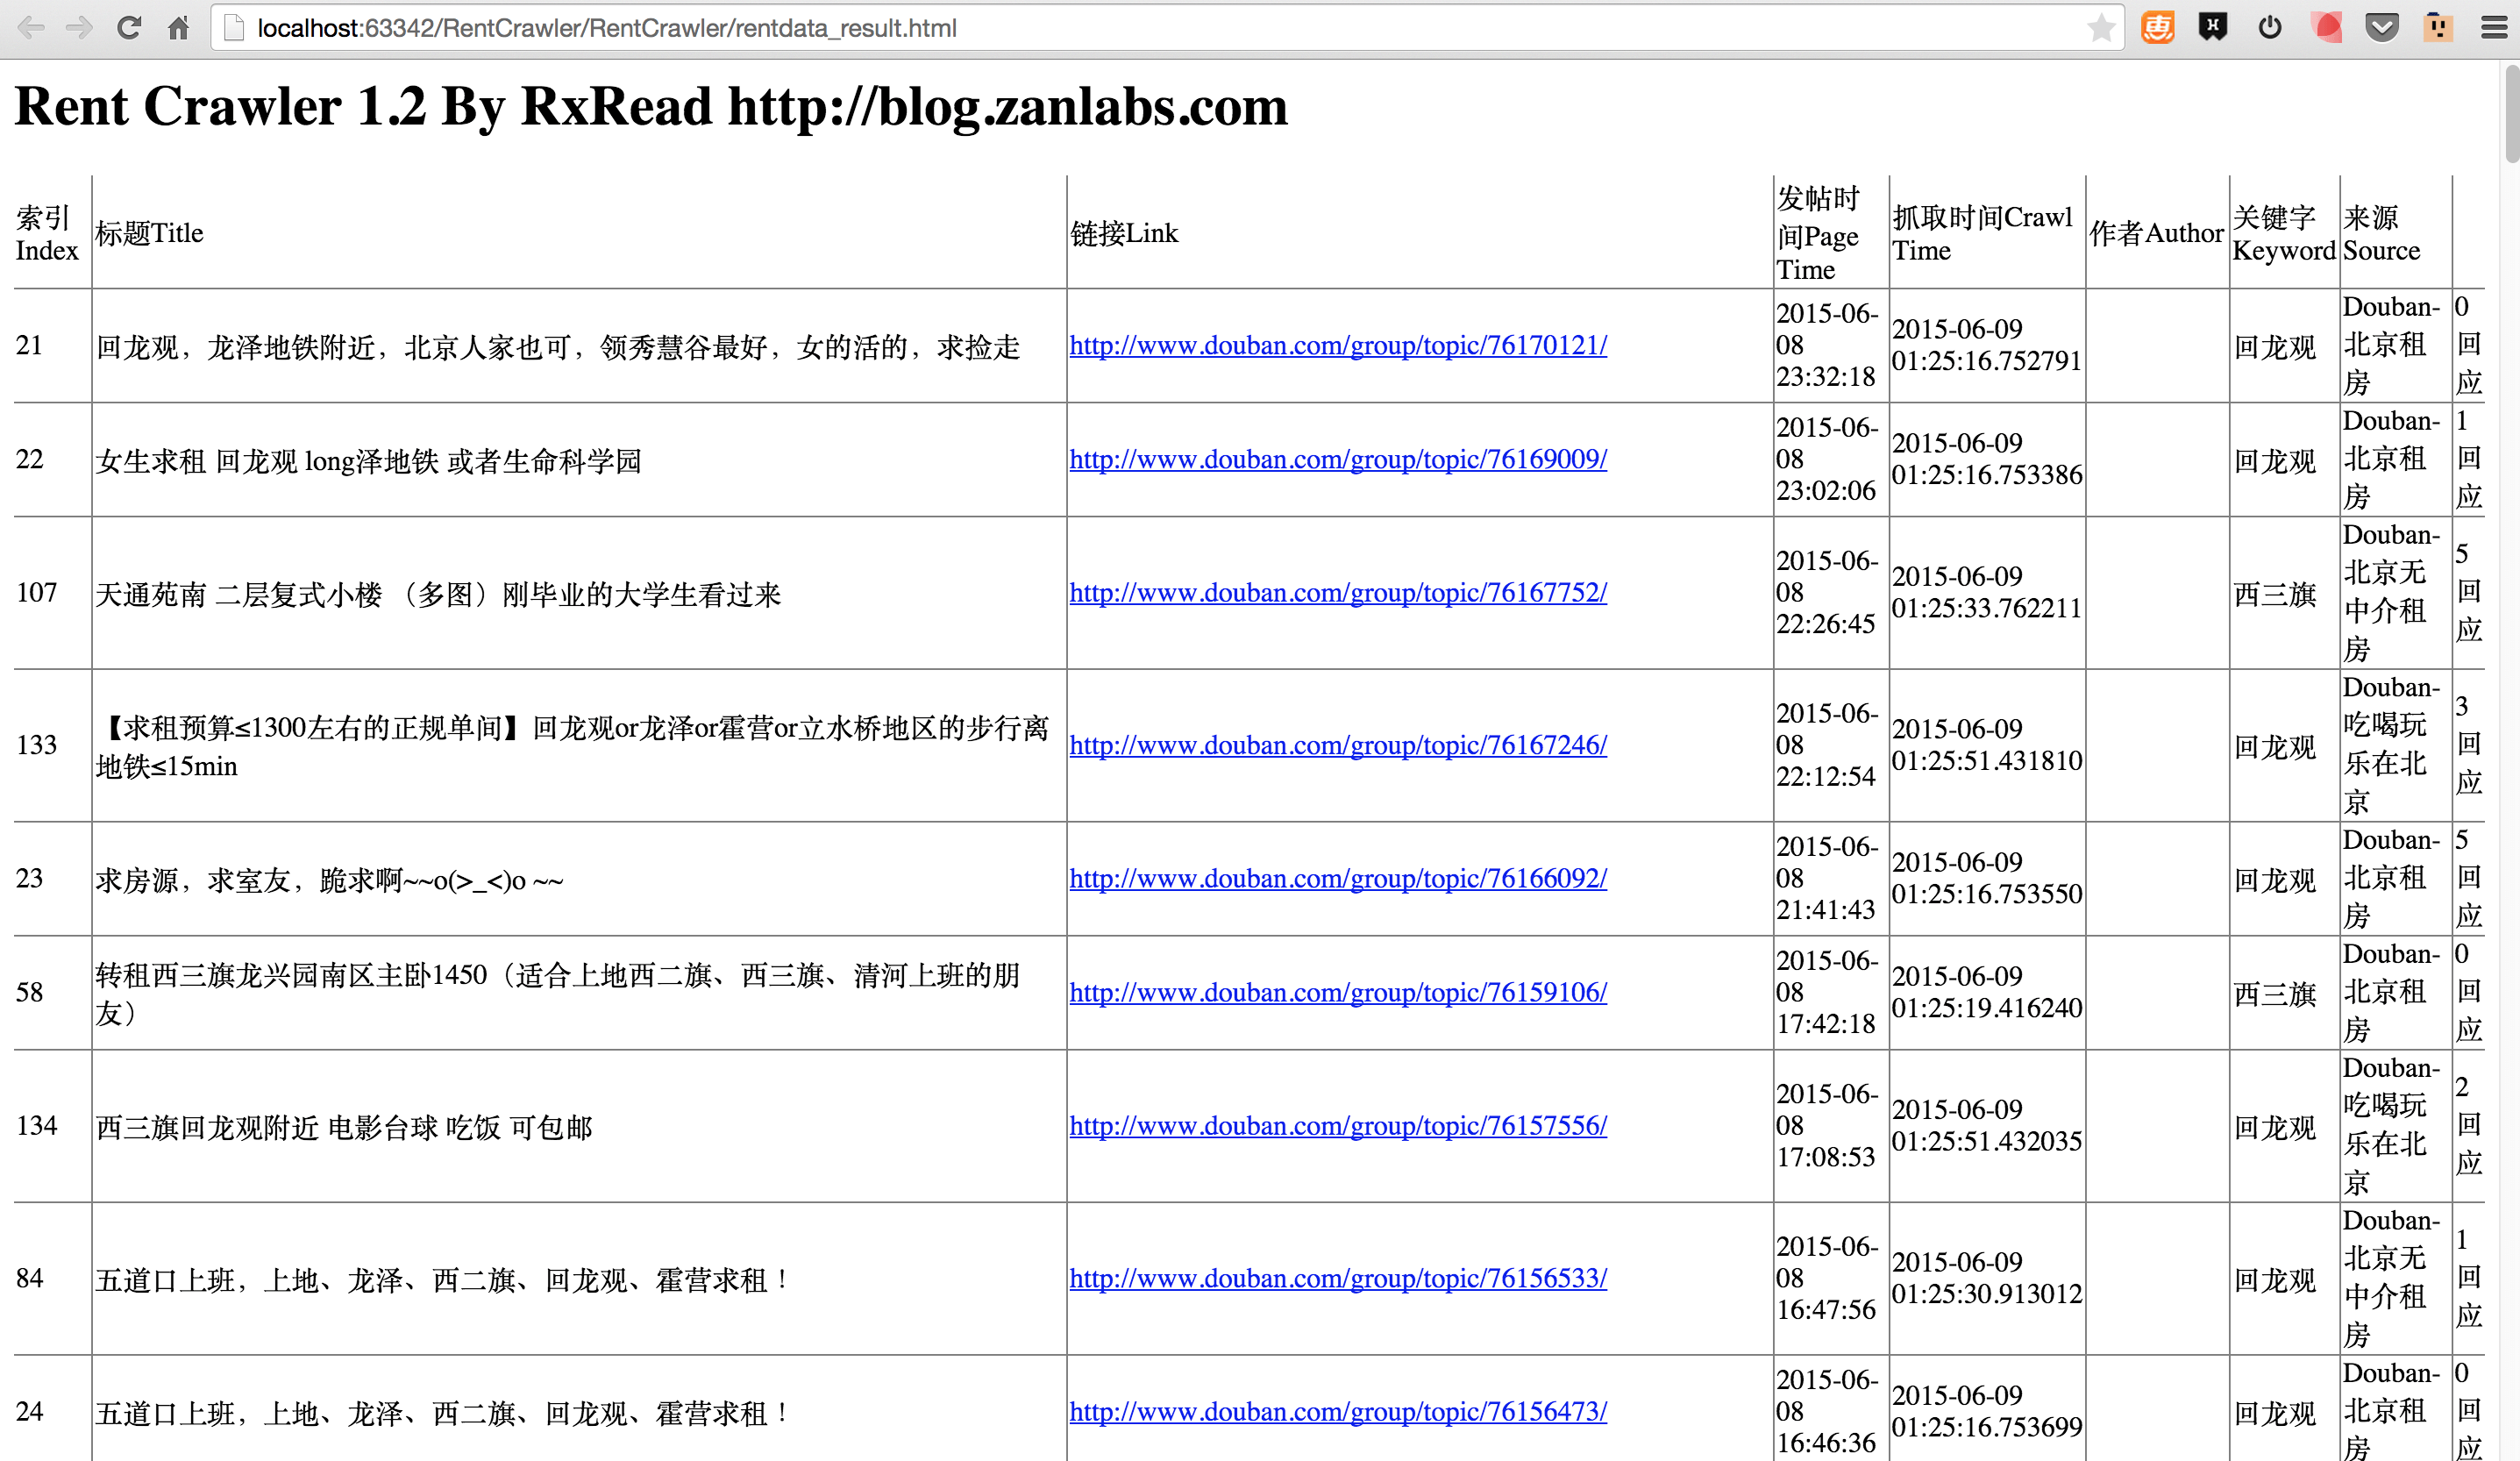 localhost:63342/RentCrawler/RentCrawler/rentdata_result.html
惠
Rent Crawler 1.2 By RxRead http://blog.zanlabs.com
索引Index 标题Title 链接Link 发帖时间Page Time 抓取时间Crawl Time 作者Author 关键字Keyword 来源Source
21 回龙观，龙泽地铁附近，北京人家也可，领秀慧谷最好，女的活的，求捡走 http://www.douban.com/group/topic/76170121/ 2015-06-08 23:32:18 2015-06-09 01:25:16.752791 回龙观 Douban-北京租房 0回应
22 女生求租 回龙观 long泽地铁 或者生命科学园 http://www.douban.com/group/topic/76169009/ 2015-06-08 23:02:06 2015-06-09 01:25:16.753386 回龙观 Douban-北京租房 1回应
107 天通苑南 二层复式小楼 （多图）刚毕业的大学生看过来 http://www.douban.com/group/topic/76167752/ 2015-06-08 22:26:45 2015-06-09 01:25:33.762211 西三旗 Douban-北京无中介租房 5回应
133 【求租预算≤1300左右的正规单间】回龙观or龙泽or霍营or立水桥地区的步行离地铁≤15min http://www.douban.com/group/topic/76167246/ 2015-06-08 22:12:54 2015-06-09 01:25:51.431810 回龙观 Douban-吃喝玩乐在北京 3回应
23 求房源，求室友，跪求啊~~o(>_<)o ~~ http://www.douban.com/group/topic/76166092/ 2015-06-08 21:41:43 2015-06-09 01:25:16.753550 回龙观 Douban-北京租房 5回应
58 转租西三旗龙兴园南区主卧1450（适合上地西二旗、西三旗、清河上班的朋友） http://www.douban.com/group/topic/76159106/ 2015-06-08 17:42:18 2015-06-09 01:25:19.416240 西三旗 Douban-北京租房 0回应
134 西三旗回龙观附近 电影台球 吃饭 可包邮 http://www.douban.com/group/topic/76157556/ 2015-06-08 17:08:53 2015-06-09 01:25:51.432035 回龙观 Douban-吃喝玩乐在北京 2回应
84 五道口上班，上地、龙泽、西二旗、回龙观、霍营求租！ http://www.douban.com/group/topic/76156533/ 2015-06-08 16:47:56 2015-06-09 01:25:30.913012 回龙观 Douban-北京无中介租房 1回应
24 五道口上班，上地、龙泽、西二旗、回龙观、霍营求租！ http://www.douban.com/group/topic/76156473/ 2015-06-08 16:46:36 2015-06-09 01:25:16.753699 回龙观 Douban-北京租房 0回应